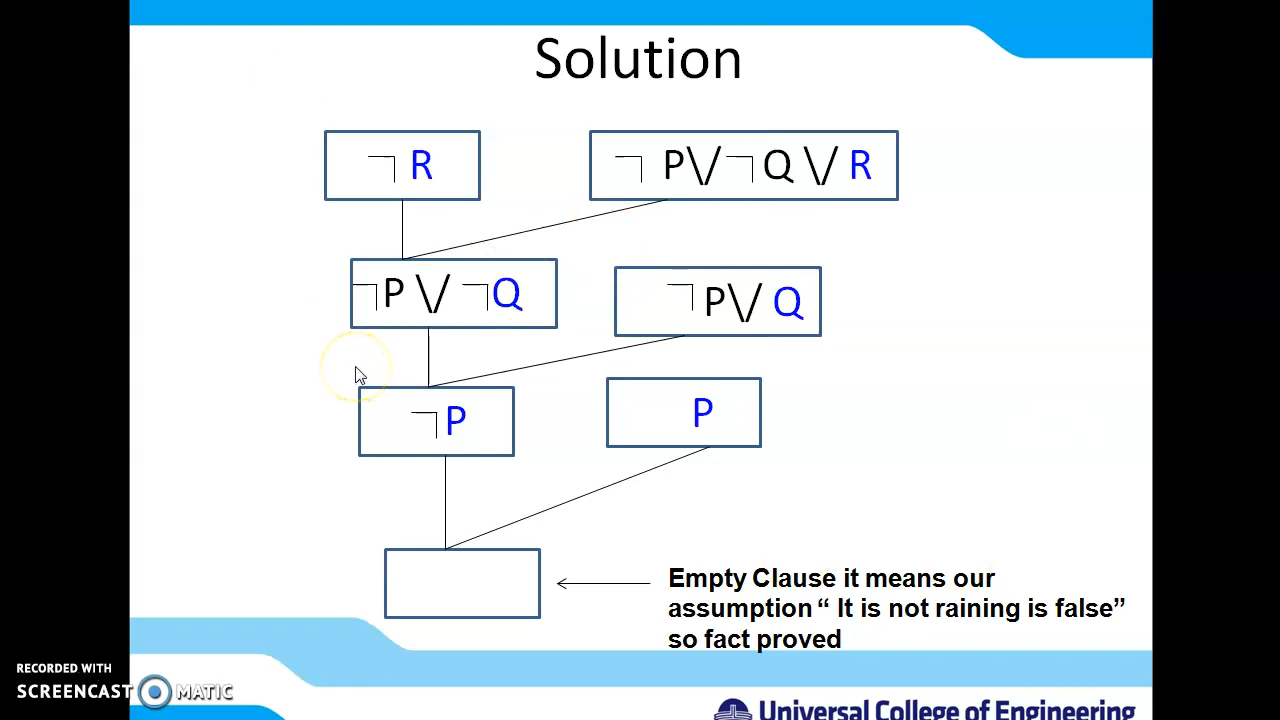 Solution
¬ R
¬ P \/ ¬ Q \/ R
¬P \/ ¬Q
¬P \/ Q
¬P
P
Empty Clause it means our
assumption “ It is not raining is false”
so fact proved
RECORDED WITH
SCREENCAST MATIC
Universal College of Engineering